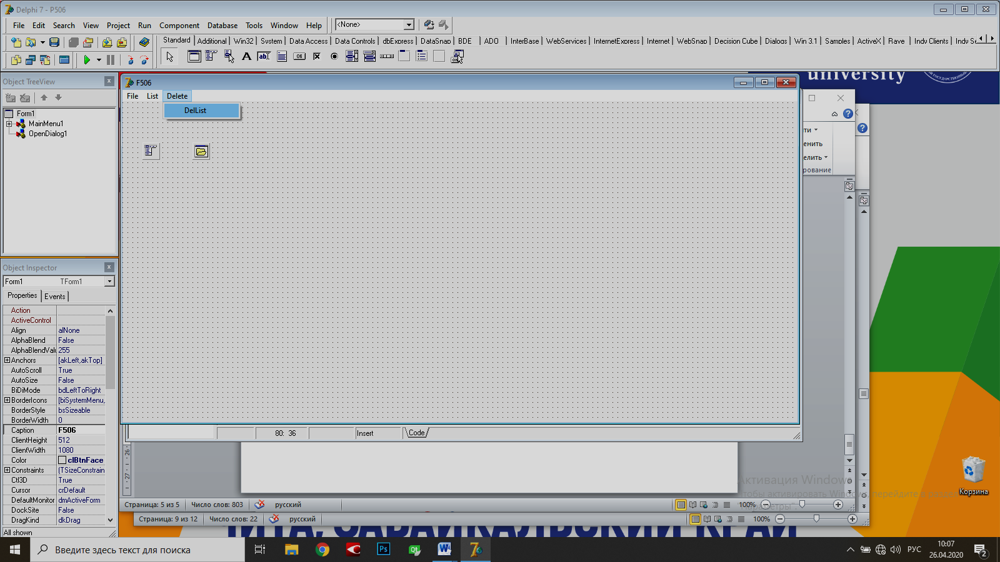 Delphi 7 - P506
File Edit Search View Project Run Component Database Tools Window Help
<None>
Standard Additional Win32 System Data Access Data Controls dbExpress DataSnap BDE ADO InterBase WebServices InternetExpress Internet WebSnap Decision Cube Dialogs Win 3.1 Samples ActiveX Rave Indy Clients
university
Object TreeView
Form1
MainMenu1
OpenDialog1
F506
File List Delete
DelList
Object Inspector
Form1 TForm1
Properties Events
Action
ActiveControl
Align alNone
AlphaBlend False
AlphaBlendValu 255
Anchors [akLeft,akTop]
AutoScroll True
AutoSize False
BiDiMode bdLeftToRight
BorderIcons [biSystemMenu,
BorderStyle bsSizeable
BorderWidth 0
Caption F506
ClientHeight 512
ClientWidth 1080
Color clBtnFace
Constraints (TSizeConstrain
Ctl3D True
Cursor crDefault
DefaultMonitor dmActiveForm
DockSite False
DragKind dkDrag
All shown
80: 36 Insert Code
Страница: 5 из 5 Число слов: 803 русский 100%
Страница: 9 из 12 Число слов: 22 русский 100%
Активация Windows
Чтобы активировать Windows, перейдите в раздел
"Параметры".
Корзина
ЧИТА, ЗАБАЙКАЛЬСКИЙ КРАЙ
Введите здесь текст для поиска
РУС
10:07
26.04.2020
2